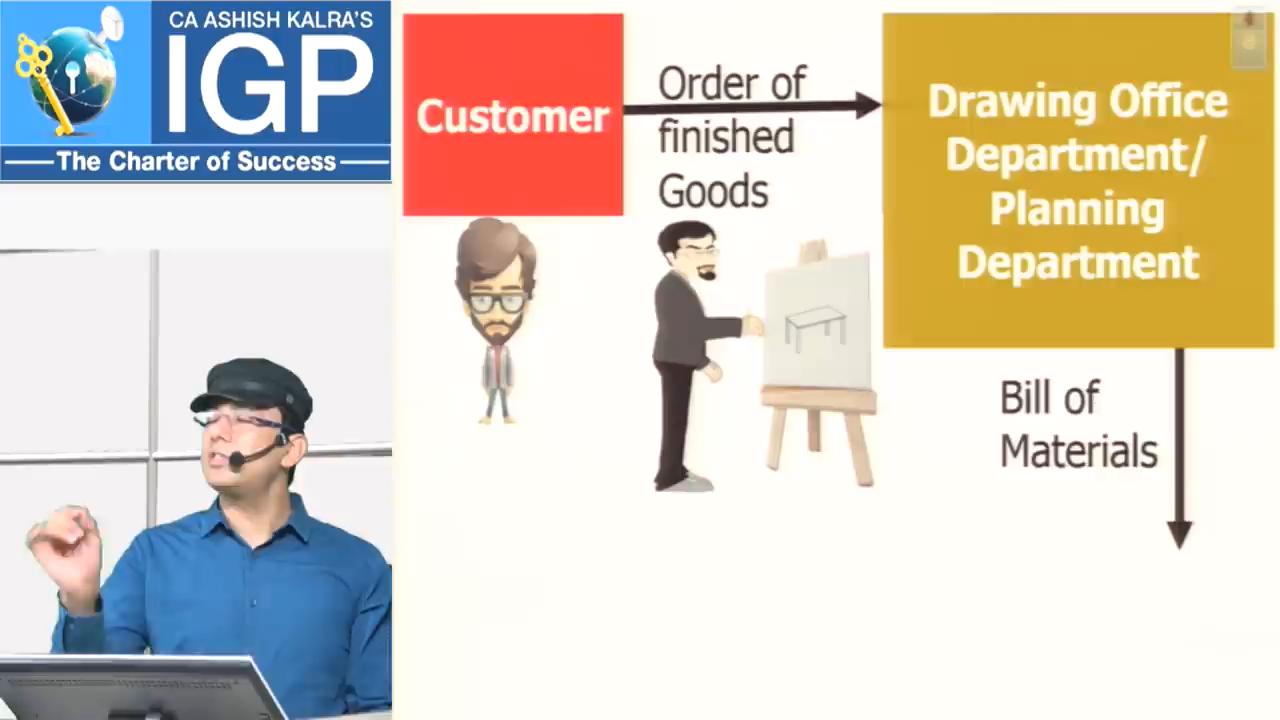 CA ASHISH KALRA'S
IGP
The Charter of Success
Customer
Order of
finished
Goods
Drawing Office
Department/
Planning
Department
Bill of
Materials